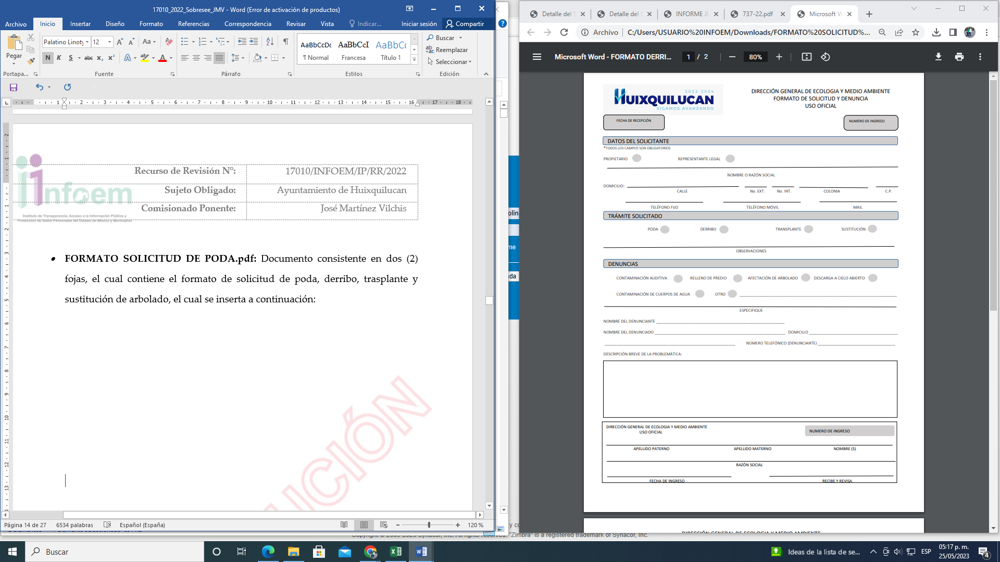 17010_2022_Sobresee_JMV - Word (Error de activación de productos)
Archivo
Inicio
Insertar
Diseño
Formato
Referencias
Correspondencia
Revisar
Vista
Indicar...
Iniciar sesión
Compartir
Pegar
Palatino Linoty
12
Aa
N K S abc x₂ x²
AaBbCcDc
AaBbCcI
AaBbCc
¶ Normal
Francesa
Título 1
Buscar
Reemplazar
Seleccionar
Portapa...
Fuente
Párrafo
Estilos
Edición
1 1 2 3 4 5 6 7 8 9 10 11 12 13 14 15 16 17 18
infoem
Instituto de Transparencia, Acceso a la Información Pública y
Protección de Datos Personales del Estado de México y Municipios
Recurso de Revisión N°: 17010/INFOEM/IP/RR/2022
Sujeto Obligado: Ayuntamiento de Huixquilucan
Comisionado Ponente: José Martínez Vilchis
• FORMATO SOLICITUD DE PODA.pdf: Documento consistente en dos (2)
fojas, el cual contiene el formato de solicitud de poda, derribo, trasplante y
sustitución de arbolado, el cual se inserta a continuación:
UCIÓN
Página 14 de 27
6534 palabras
Español (España)
120 %
olin
me
da
y co
Copyright © 2005-2023 Synacor, Inc. All rights reserved. "Zimbra" is a registered trademark of Synacor, Inc.
Detalle del S
Detalle del S
INFORME JU
737-22.pdf
Microsoft W
Archivo
C:/Users/USUARIO%20INFOEM/Downloads/FORMATO%20SOLICITUD%...
Microsoft Word - FORMATO DERRI...
1 / 2
80%
2022-2024
HUIXQUILUCAN
SIGAMOS AVANZANDO
DIRECCIÓN GENERAL DE ECOLOGIA Y MEDIO AMBIENTE
FORMATO DE SOLICITUD Y DENUNCIA
USO OFICIAL
FECHA DE RECEPCIÓN
NUMERO DE INGRESO
DATOS DEL SOLICITANTE
*TODOS LOS CAMPOS SON OBLIGATORIOS
PROPIETARIO
REPRESENTANTE LEGAL
NOMBRE O RAZÓN SOCIAL
DOMICILIO:
CALLE
No. EXT.
No. INT.
COLONIA
C.P.
TELÉFONO FIJO
TELÉFONO MÓVIL
MAIL
TRÁMITE SOLICITADO
PODA
DERRIBO
TRANSPLANTE
SUSTITUCIÓN
OBSERVACIONES
DENUNCIAS
CONTAMINACIÓN AUDITIVA
RELLENO DE PREDIO
AFECTACIÓN DE ARBOLADO
DESCARGA A CIELO ABIERTO
CONTAMINACIÓN DE CUERPOS DE AGUA
OTRO
ESPECIFIQUE
NOMBRE DEL DENUNCIANTE
NOMBRE DEL DENUNCIADO
DOMICILIO
NÚMERO TELEFÓNICO (DENUNCIANTE)
DESCRIPCIÓN BREVE DE LA PROBLEMÁTICA:
DIRECCIÓN GENERAL DE ECOLOGIA Y MEDIO AMBIENTE
USO OFICIAL
NUMERO DE INGRESO
APELLIDO PATERNO
APELLIDO MATERNO
NOMBRE (S)
RAZÓN SOCIAL
FECHA DE INGRESO
RECIBE Y REVISA
DIRECCIÓN GENERAL DE ECOLOGIA Y MEDIO AMBIENTE
Buscar
Ideas de la lista de se...
ESP
05:17 p. m.
25/05/2023
4